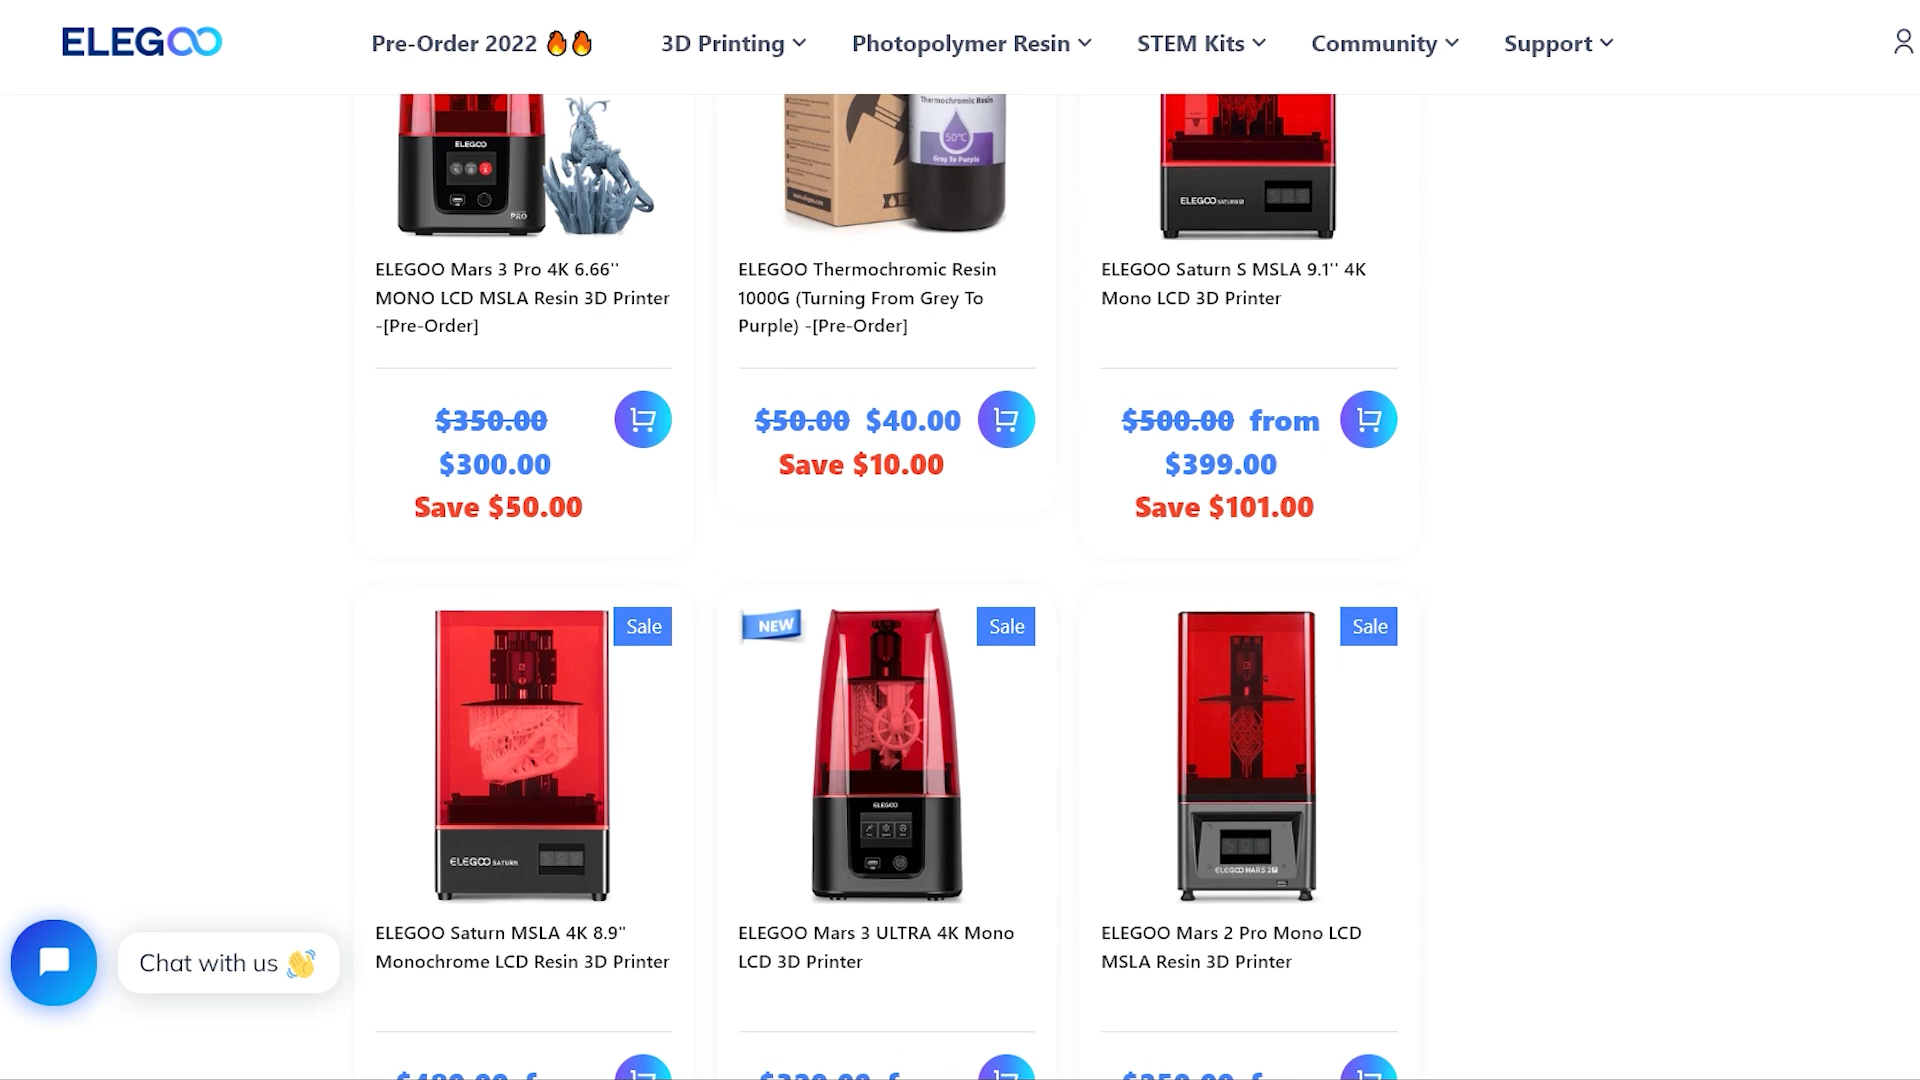 ELEGOO
Pre-Order 2022 🔥🔥
3D Printing
Photopolymer Resin
STEM Kits
Community
Support
ELEGOO
PRO
Thermochromic Resin
50°C
Grey To Purple
ELEGOO SATURN S
ELEGOO Mars 3 Pro 4K 6.66''
MONO LCD MSLA Resin 3D Printer
-[Pre-Order]
$350.00
$300.00
Save $50.00
ELEGOO Thermochromic Resin
1000G (Turning From Grey To
Purple) -[Pre-Order]
$50.00 $40.00
Save $10.00
ELEGOO Saturn S MSLA 9.1'' 4K
Mono LCD 3D Printer
$500.00 from
$399.00
Save $101.00
Sale
ELEGOO SATURN
ELEGOO Saturn MSLA 4K 8.9"
Monochrome LCD Resin 3D Printer
NEW
Sale
ELEGOO
ELEGOO Mars 3 ULTRA 4K Mono
LCD 3D Printer
Sale
ELEGOO MARS 2P
ELEGOO Mars 2 Pro Mono LCD
MSLA Resin 3D Printer
Chat with us 👋